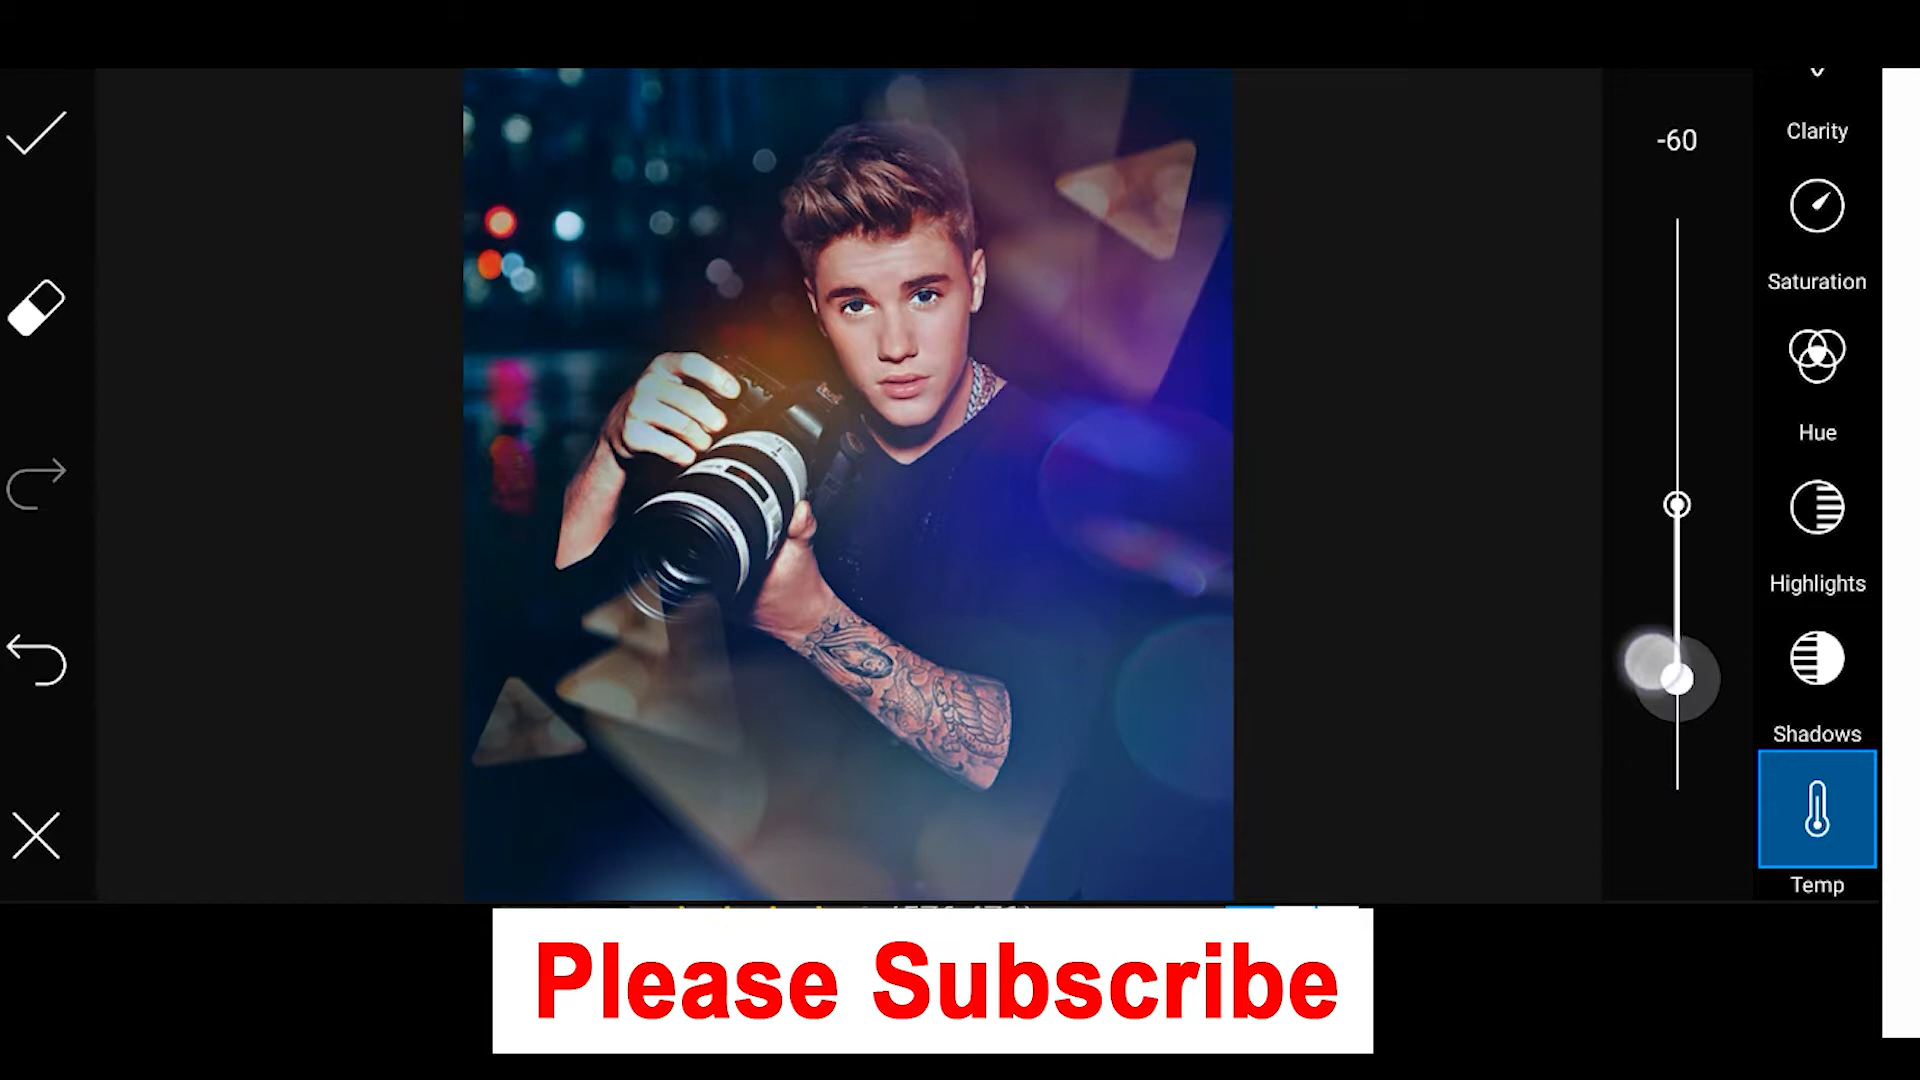 -60
Clarity
Saturation
Hue
Highlights
Shadows
Temp
Please Subscribe